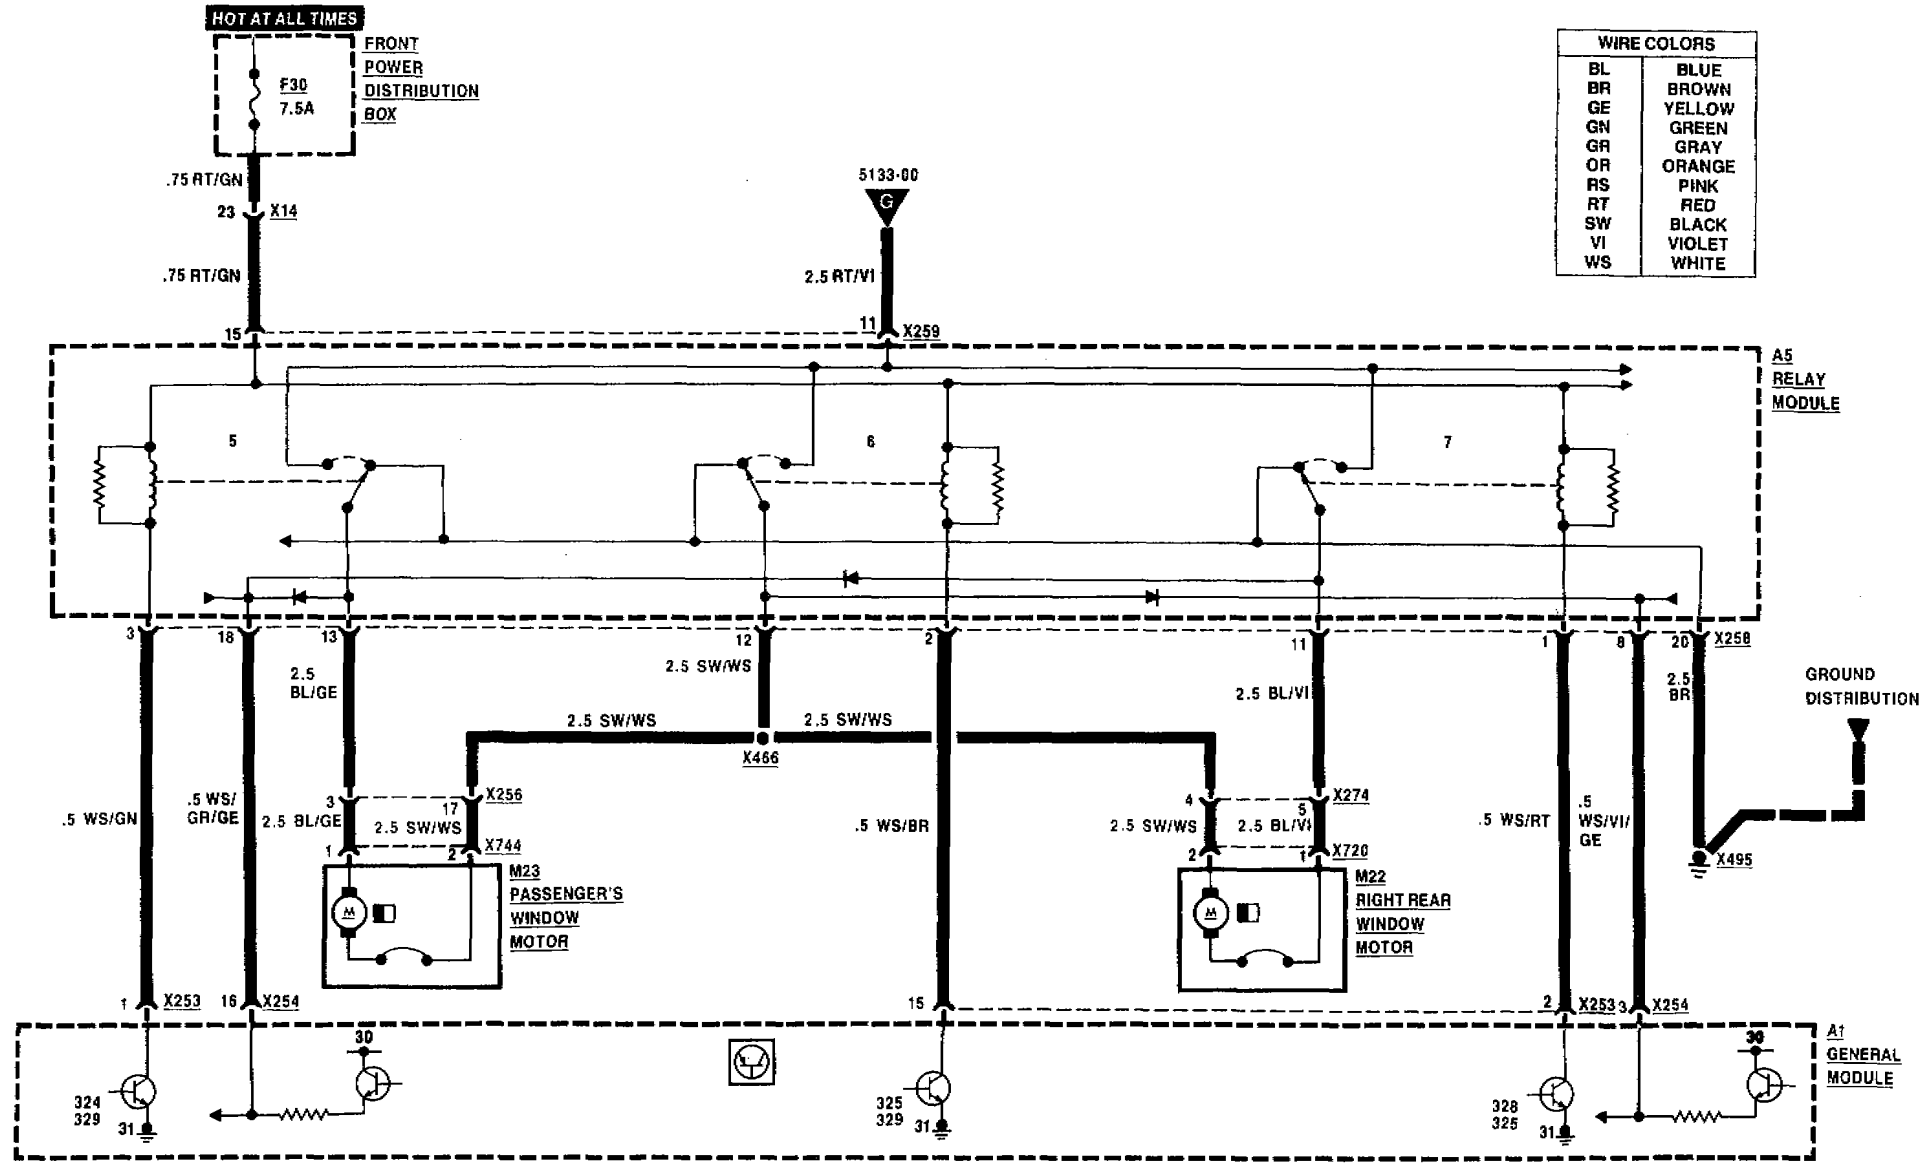 HOT AT ALL TIMES
FRONT
POWER
DISTRIBUTION
BOX
F30
7.5A
WIRE COLORS
BL BLUE
BR BROWN
GE YELLOW
GN GREEN
GR GRAY
OR ORANGE
RS PINK
RT RED
SW BLACK
VI VIOLET
WS WHITE
.75 RT/GN
23 X14
.75 RT/GN
5133-00
G
2.5 RT/VI
15
11 X259
A5
RELAY
MODULE
5
6
7
3
18
13
12
2
11
1
8
20 X258
2.5
BL/GE
2.5 SW/WS
2.5 BL/VI
2.5
BR
GROUND
DISTRIBUTION
2.5 SW/WS
2.5 SW/WS
X466
3
17 X256
4
5 X274
.5 WS/GN
.5 WS/
GR/GE
2.5 BL/GE
2.5 SW/WS
.5 WS/BR
2.5 SW/WS
2.5 BL/VI
.5 WS/RT
.5
WS/VI/
GE
1
2 X744
2
1 X720
X495
M23
PASSENGER'S
WINDOW
MOTOR
M
M22
RIGHT REAR
WINDOW
MOTOR
M
1 X253
16 X254
15
2 X253
3 X254
A1
GENERAL
MODULE
30
30
324
329
31
325
329
31
328
325
31